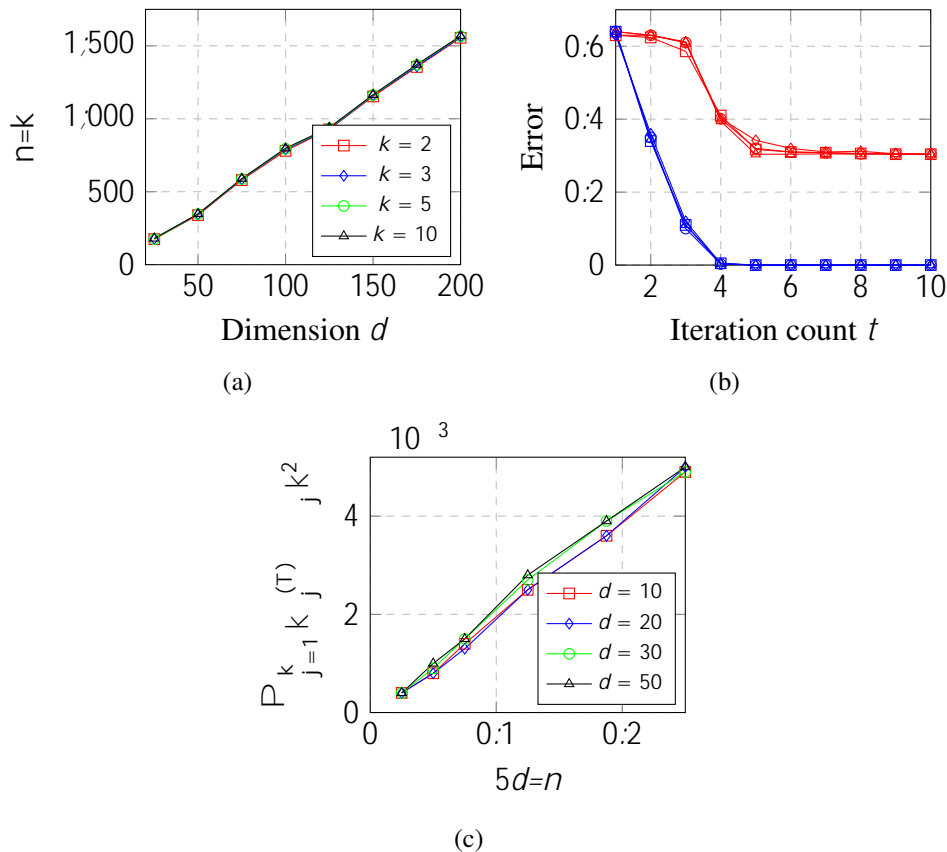 1;500
1;000
500
0
n=k
50
100
150
200
Dimension d
k = 2
k = 3
k = 5
k = 10
(a)
0:6
0:4
0:2
0
Error
2
4
6
8
10
Iteration count t
(b)
10 3
4
2
0
P k j=1 k j (T) j k 2
0
0:1
0:2
5d=n
d = 10
d = 20
d = 30
d = 50
(c)